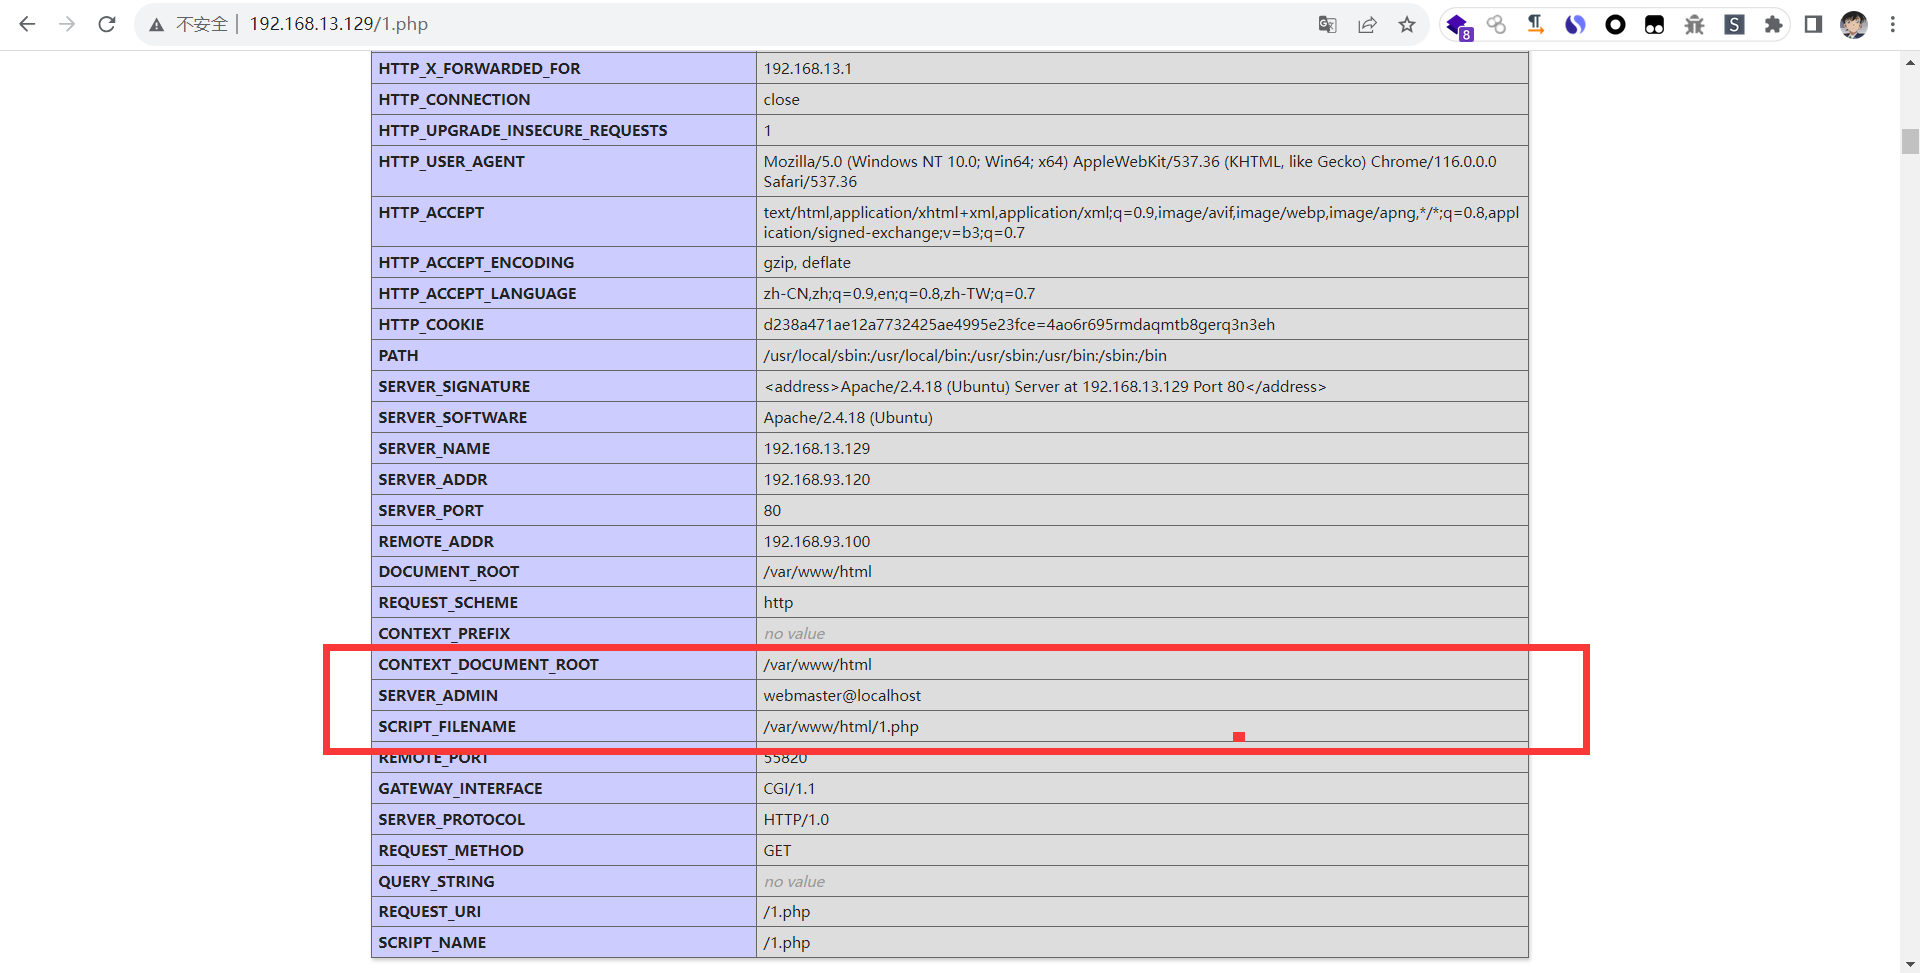 不安全 192.168.13.129/1.php
8
S
HTTP_X_FORWARDED_FOR 192.168.13.1
HTTP_CONNECTION close
HTTP_UPGRADE_INSECURE_REQUESTS 1
HTTP_USER_AGENT Mozilla/5.0 (Windows NT 10.0; Win64; x64) AppleWebKit/537.36 (KHTML, like Gecko) Chrome/116.0.0.0
Safari/537.36
HTTP_ACCEPT text/html,application/xhtml+xml,application/xml;q=0.9,image/avif,image/webp,image/apng,*/*;q=0.8,appl
ication/signed-exchange;v=b3;q=0.7
HTTP_ACCEPT_ENCODING gzip, deflate
HTTP_ACCEPT_LANGUAGE zh-CN,zh;q=0.9,en;q=0.8,zh-TW;q=0.7
HTTP_COOKIE d238a471ae12a7732425ae4995e23fce=4ao6r695rmdaqmtb8gerq3n3eh
PATH /usr/local/sbin:/usr/local/bin:/usr/sbin:/usr/bin:/sbin:/bin
SERVER_SIGNATURE <address>Apache/2.4.18 (Ubuntu) Server at 192.168.13.129 Port 80</address>
SERVER_SOFTWARE Apache/2.4.18 (Ubuntu)
SERVER_NAME 192.168.13.129
SERVER_ADDR 192.168.93.120
SERVER_PORT 80
REMOTE_ADDR 192.168.93.100
DOCUMENT_ROOT /var/www/html
REQUEST_SCHEME http
CONTEXT_PREFIX no value
CONTEXT_DOCUMENT_ROOT /var/www/html
SERVER_ADMIN webmaster@localhost
SCRIPT_FILENAME /var/www/html/1.php
REMOTE_PORT 55820
GATEWAY_INTERFACE CGI/1.1
SERVER_PROTOCOL HTTP/1.0
REQUEST_METHOD GET
QUERY_STRING no value
REQUEST_URI /1.php
SCRIPT_NAME /1.php